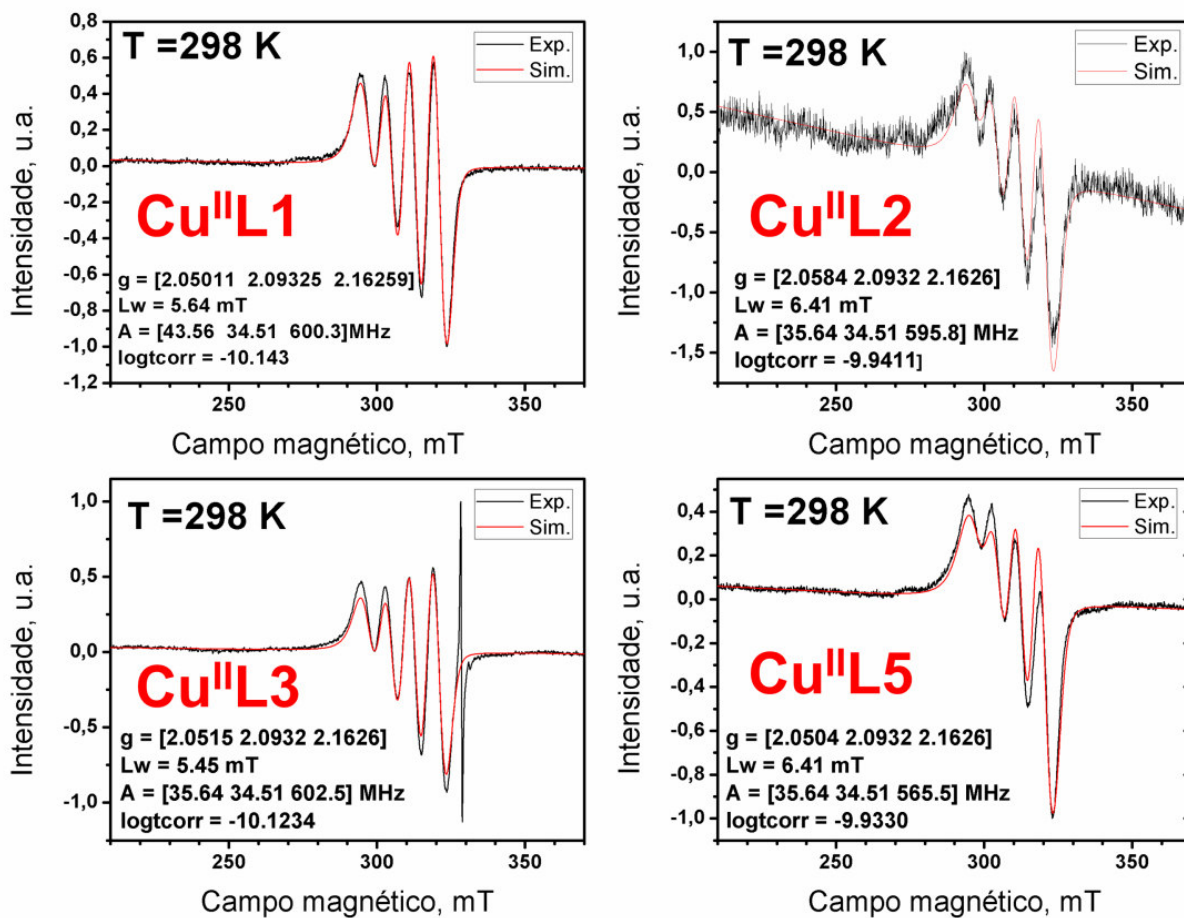 T =298 K
Exp.
Sim.
Cu^II L1
g = [2.05011 2.09325 2.16259]
Lw = 5.64 mT
A = [43.56 34.51 600.3]MHz
logtcorr = -10.143
0,8
0,6
0,4
0,2
0,0
-0,2
-0,4
-0,6
-0,8
-1,0
-1,2
250
300
350
Intensidade, u.a.
Campo magnético, mT
T =298 K
Exp.
Sim.
Cu^II L2
g = [2.0584 2.0932 2.1626]
Lw = 6.41 mT
A = [35.64 34.51 595.8] MHz
logtcorr = -9.9411]
1,0
0,5
0,0
-0,5
-1,0
-1,5
250
300
350
Intensidade, u.a.
Campo magnético, mT
T =298 K
Exp.
Sim.
Cu^II L3
g = [2.0515 2.0932 2.1626]
Lw = 5.45 mT
A = [35.64 34.51 602.5] MHz
logtcorr = -10.1234
1,0
0,5
0,0
-0,5
-1,0
250
300
350
Intensidade, u.a.
Campo magnético, mT
T =298 K
Exp.
Sim.
Cu^II L5
g = [2.0504 2.0932 2.1626]
Lw = 6.41 mT
A = [35.64 34.51 565.5] MHz
logtcorr = -9.9330
0,4
0,2
0,0
-0,2
-0,4
-0,6
-0,8
-1,0
250
300
350
Intensidade, u.a.
Campo magnético, mT